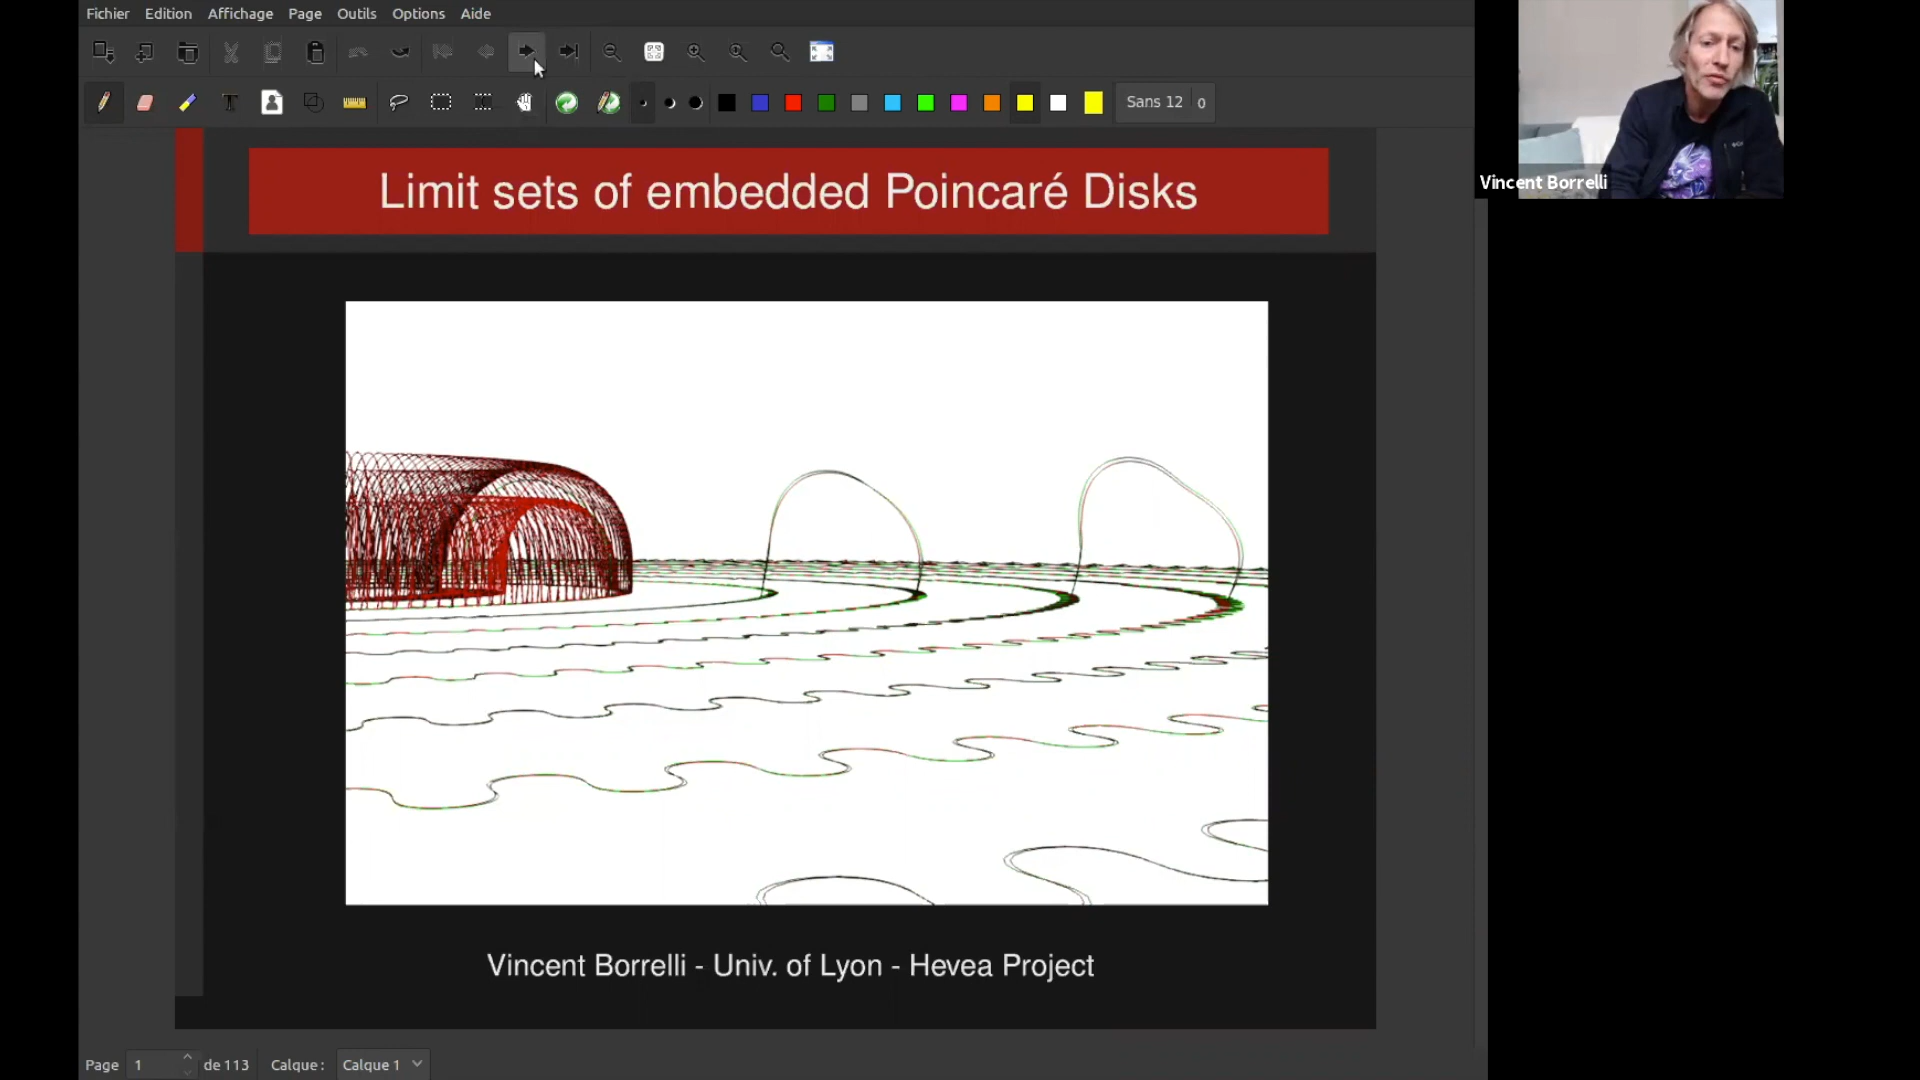 Fichier Edition Affichage Page Outils Options Aide
Sans 12
Vincent Borrelli
Limit sets of embedded Poincaré Disks
Vincent Borrelli - Univ. of Lyon - Hevea Project
Page 1 de 113 Calque : Calque 1